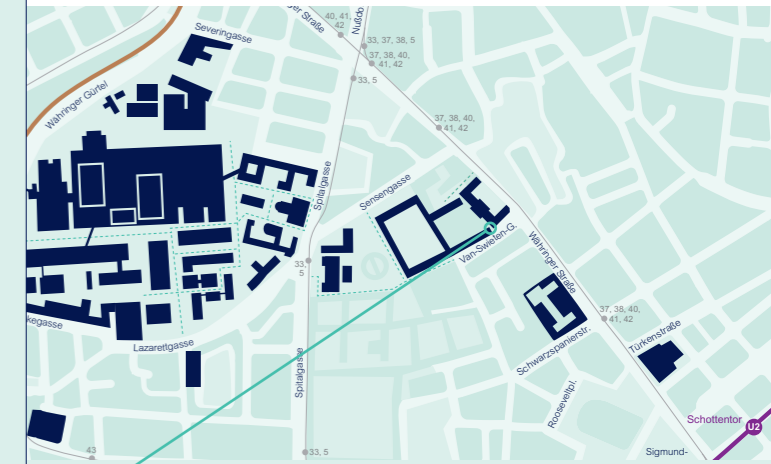 ger Straße
40, 41,
42
Nußdo
Severingasse
33, 37, 38, 5
37, 38, 40,
41, 42
33, 5
Währinger Gürtel
37, 38, 40,
41, 42
Spitalgasse
Sensengasse
33,
5
Van-Swieten-G.
Währinger Straße
37, 38, 40,
41, 42
kegasse
Lazarettgasse
Spitalgasse
Schwarzspanierstr.
Türkenstraße
Rooseveltpl.
Schottentor
U2
43
33, 5
Sigmund-